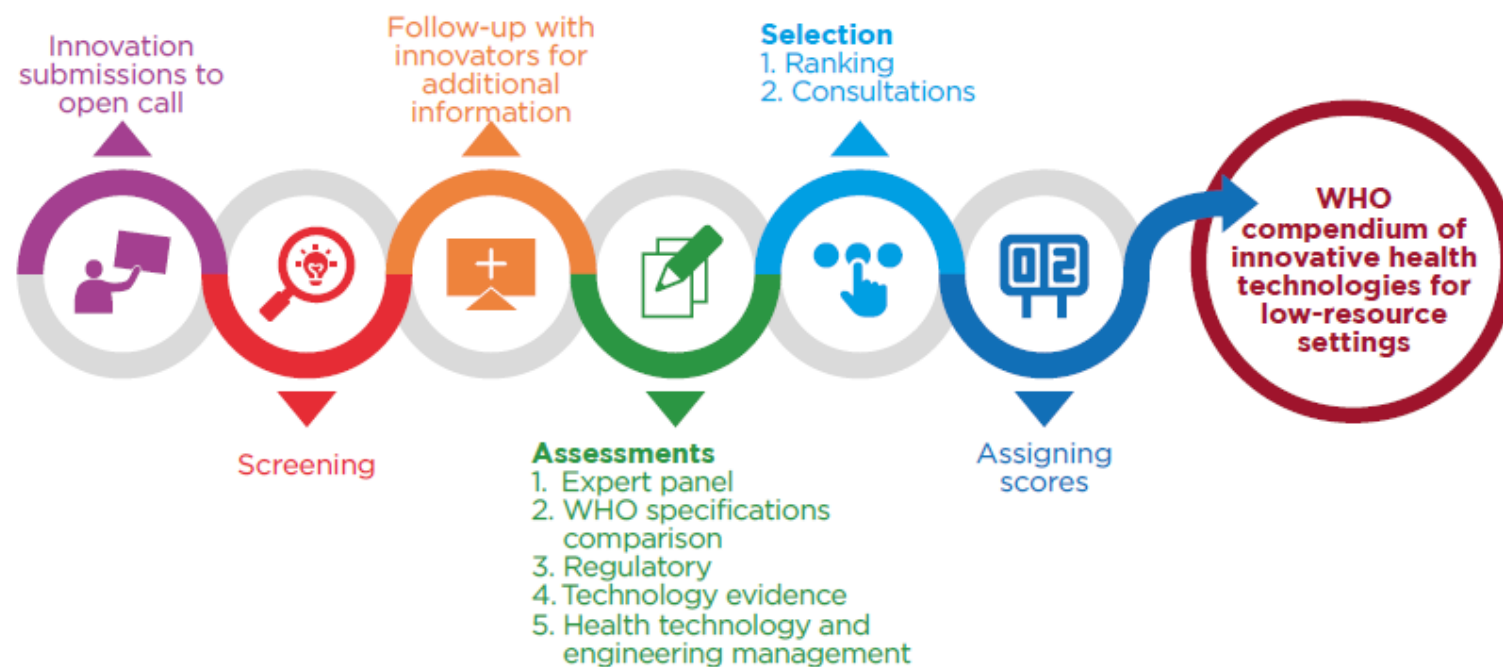 Innovation
submissions to
open call
Screening
Follow-up with
innovators for
additional
information
Assessments
1. Expert panel
2. WHO specifications
comparison
3. Regulatory
4. Technology evidence
5. Health technology and
engineering management
Selection
1. Ranking
2. Consultations
02
Assigning
scores
WHO
compendium of
innovative health
technologies for
low-resource
settings